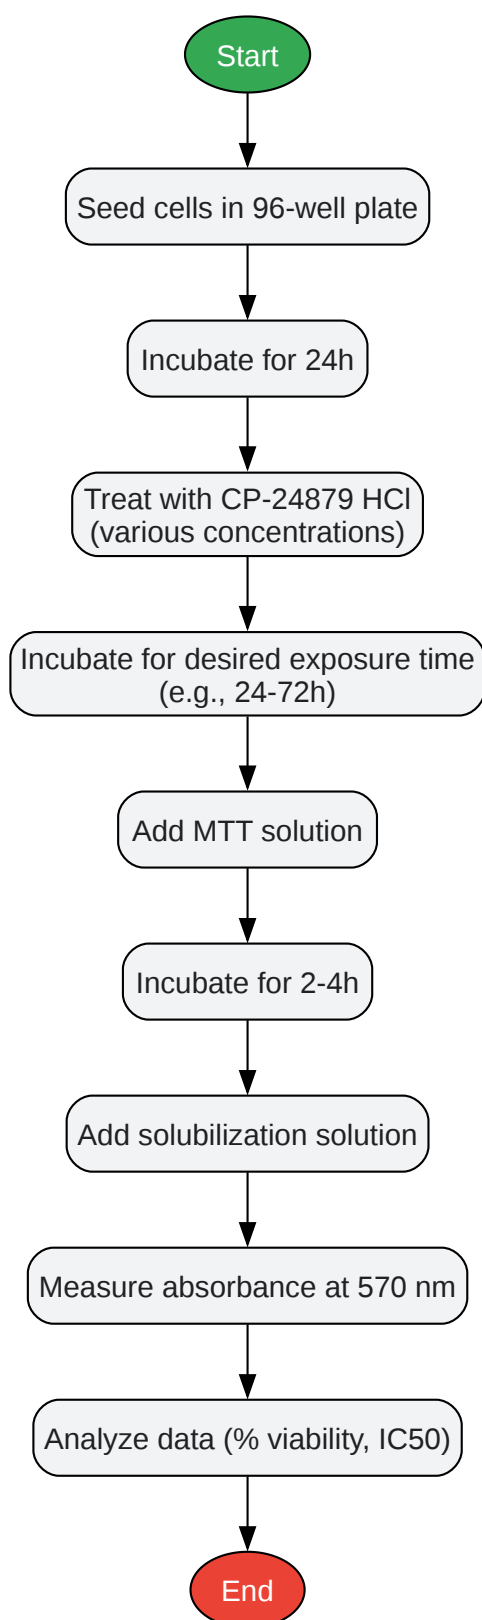 Start
Seed cells in 96-well plate
Incubate for 24h
Treat with CP-24879 HCl
(various concentrations)
Incubate for desired exposure time
(e.g., 24-72h)
Add MTT solution
Incubate for 2-4h
Add solubilization solution
Measure absorbance at 570 nm
Analyze data (% viability, IC50)
End